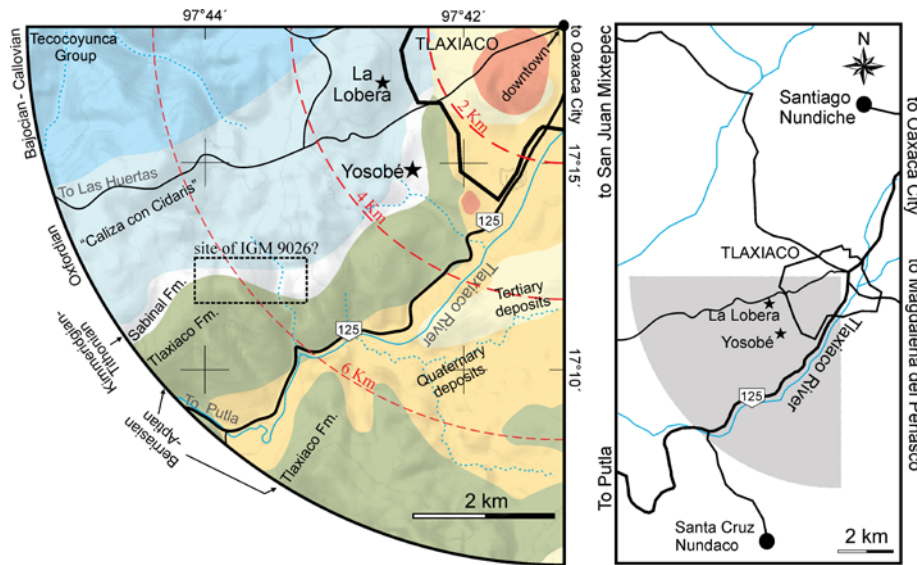 97°44′
97°42′
Tecocoyunca
Group
TLAXIACO
downtown
to Oaxaca City
La
Lobera
2 Km
Bajocian - Callovian
17°15′
Yosobé
To Las Huertas
4 Km
125
"Caliza con Cidaris"
site of IGM 9026?
Oxfordian
Tlaxiaco River
Tertiary
deposits
Sabinal Fm.
Tlaxiaco Fm.
125
Kimmeridgian-
Tithonian
17°10′
6 Km
Quaternary
deposits
To Putla
Berriasian
-Aptian
Tlaxiaco Fm.
2 km
to San Juan Mixtepec
N
Santiago
Nundiche
to Oaxaca City
TLAXIACO
La Lobera
Yosobé
to Magdalena del Peñasco
Tlaxiaco River
125
To Putla
Santa Cruz
Nundaco
2 km